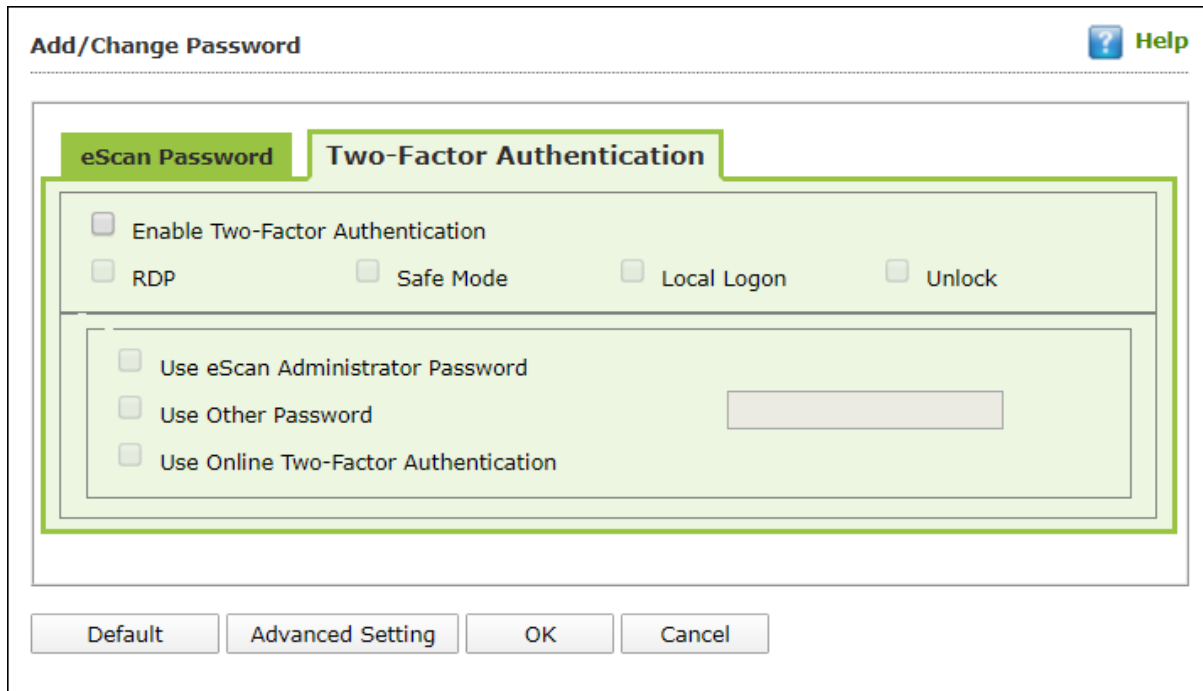 Add/Change Password
? Help
eScan Password Two-Factor Authentication
Enable Two-Factor Authentication
RDP Safe Mode Local Logon Unlock
Use eScan Administrator Password
Use Other Password
Use Online Two-Factor Authentication
Default Advanced Setting OK Cancel